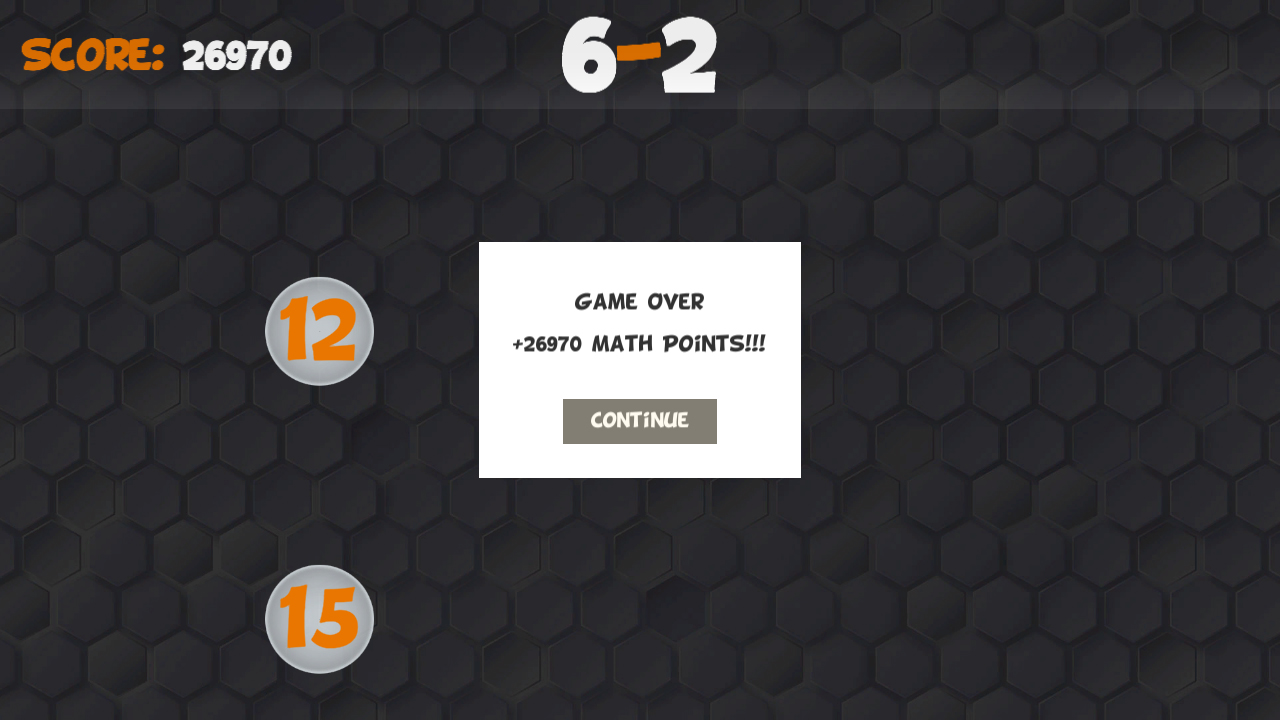 SCORE: 26970
6-2
12
GAME OVER
+26970 MATH POINTS!!!
CONTINUE
15